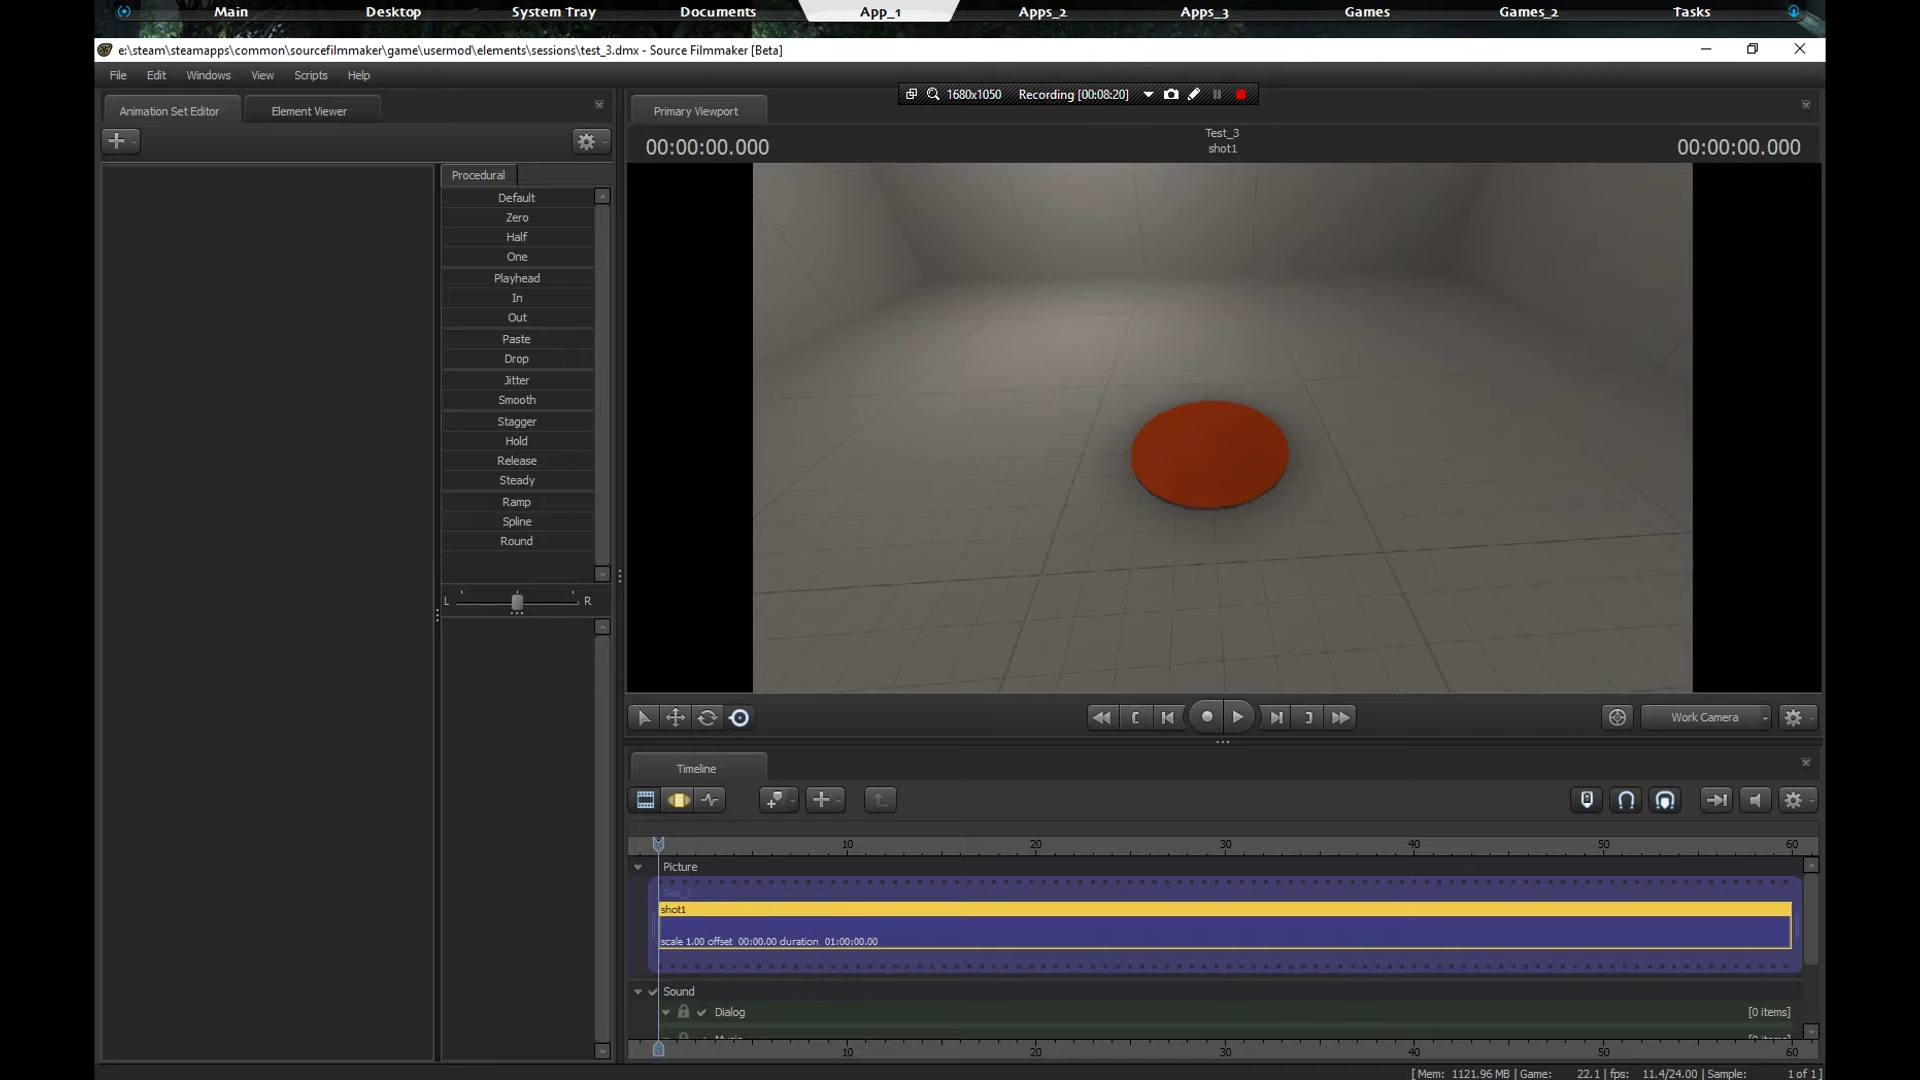 Main Desktop System Tray Documents App_1 Apps_2 Apps_3 Games Games_2 Tasks
e:\steam\steamapps\common\sourcefilmmaker\game\usermod\elements\sessions\test_3.dmx - Source Filmmaker [Beta]
File Edit Windows View Scripts Help
1680x1050 Recording [00:08:20]
Animation Set Editor Element Viewer
Primary Viewport
Test_3
00:00:00.000 shot1 00:00:00.000
Procedural
Default
Zero
Half
One
Playhead
In
Out
Paste
Drop
Jitter
Smooth
Stagger
Hold
Release
Steady
Ramp
Spline
Round
L R
Work Camera
Timeline
10 20 30 40 50 60
Picture
Test_3
shot1
scale 1.00 offset 00:00.00 duration 01:00:00.00
Sound
Dialog [0 items]
10 20 30 40 50 60
[ Mem: 1121.96 MB | Game: 22.1 | fps: 11.4/24.00 | Sample: 1 of 1 ]